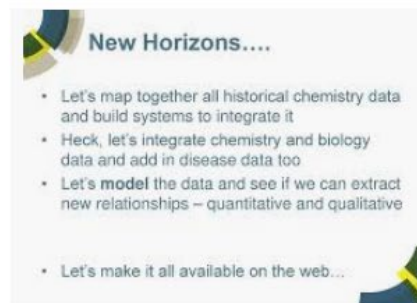 New Horizons....
• Let's map together all historical chemistry data
and build systems to integrate it
• Heck, let's integrate chemistry and biology
data and add in disease data too
• Let's model the data and see if we can extract
new relationships – quantitative and qualitative
• Let's make it all available on the web...